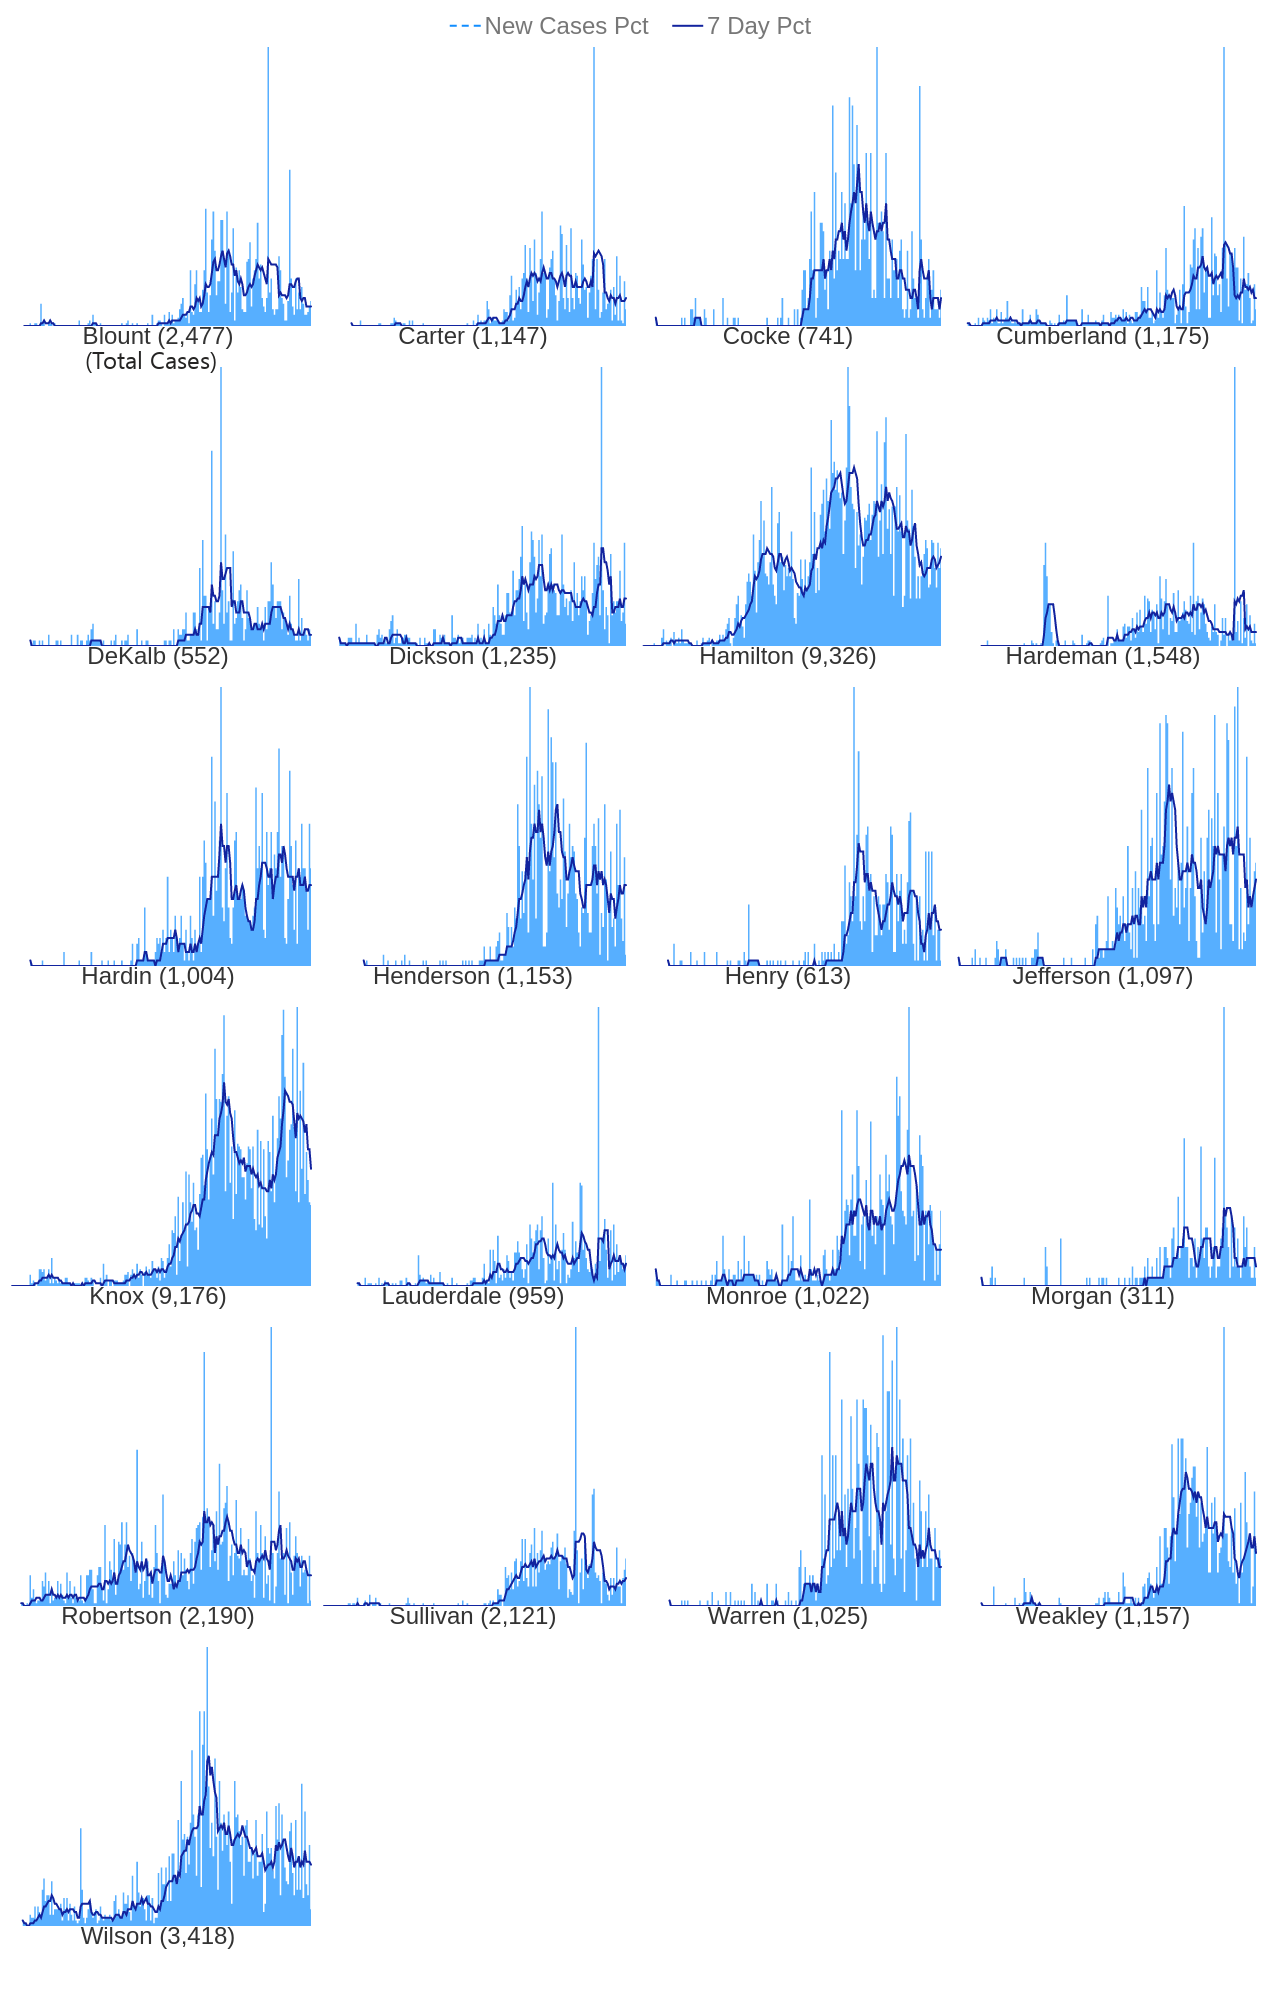 New Cases Pct 7 Day Pct
Blount (2,477) Carter (1,147) Cocke (741) Cumberland (1,175)
(Total Cases)
DeKalb (552) Dickson (1,235) Hamilton (9,326) Hardeman (1,548)
Hardin (1,004) Henderson (1,153) Henry (613) Jefferson (1,097)
Knox (9,176) Lauderdale (959) Monroe (1,022) Morgan (311)
Robertson (2,190) Sullivan (2,121) Warren (1,025) Weakley (1,157)
Wilson (3,418)